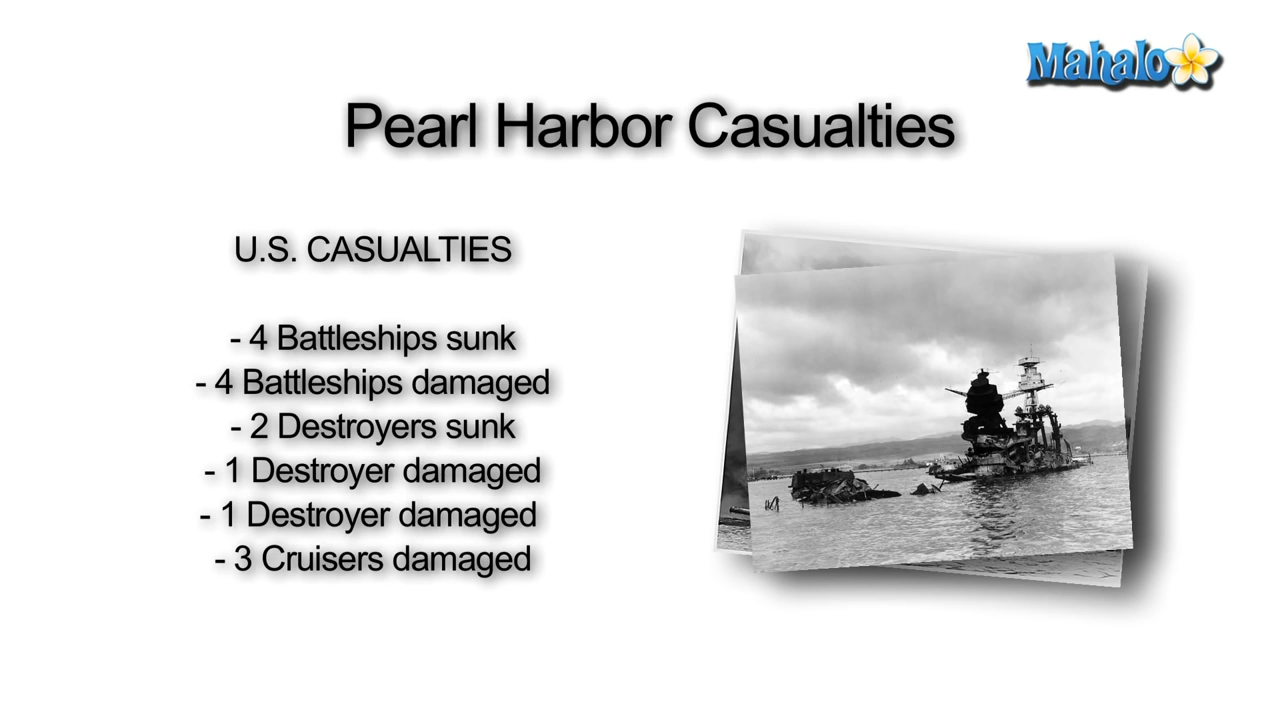 Mahalo
Pearl Harbor Casualties
U.S. CASUALTIES
- 4 Battleships sunk
- 4 Battleships damaged
- 2 Destroyers sunk
- 1 Destroyer damaged
- 1 Destroyer damaged
- 3 Cruisers damaged